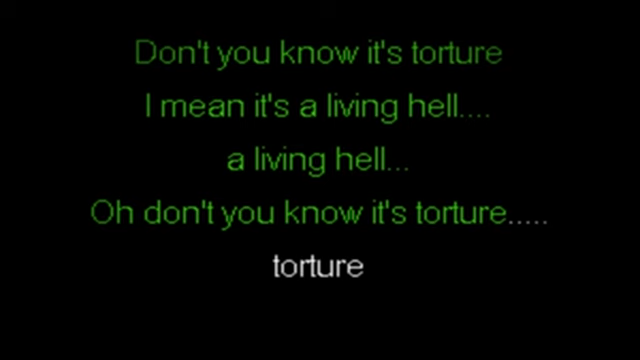 Don't you know it's torture
I mean it's a living hell....
a living hell...
Oh don't you know it's torture.....
torture